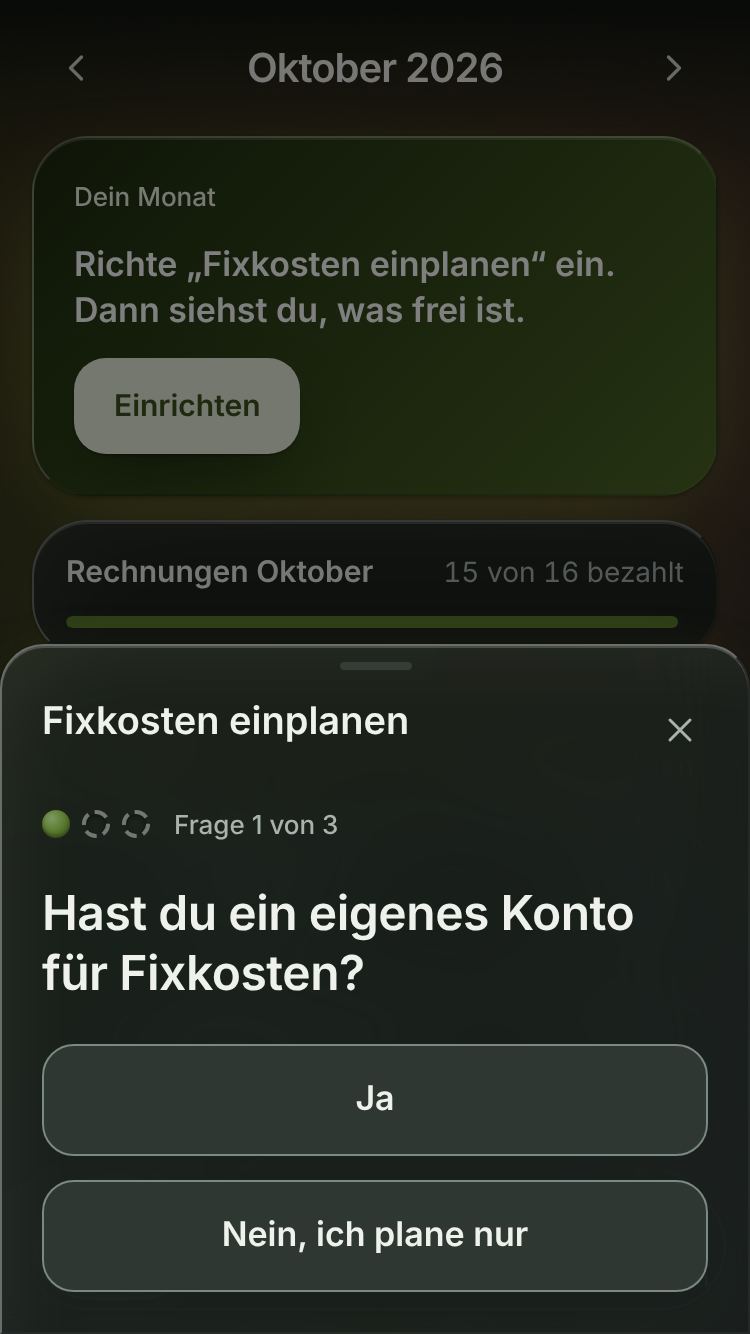 Oktober 2026
Dein Monat
Richte „Fixkosten einplanen“ ein.
Dann siehst du, was frei ist.
Einrichten
Rechnungen Oktober 15 von 16 bezahlt
Fixkosten einplanen
Frage 1 von 3
Hast du ein eigenes Konto
für Fixkosten?
Ja
Nein, ich plane nur